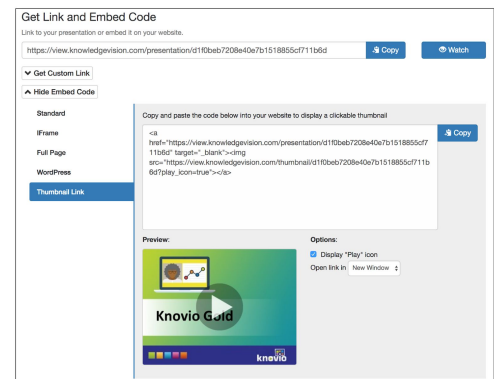 Get Link and Embed Code
Link to your presentation or embed it on your website.
https://view.knowledgevision.com/presentation/d1f0beb7208e40e7b1518855cf711b6d
Copy
Watch
Get Custom Link
Hide Embed Code
Standard
IFrame
Full Page
WordPress
Thumbnail Link
Copy and paste the code below into your website to display a clickable thumbnail
<a
href="https://view.knowledgevision.com/presentation/d1f0beb7208e40e7b1518855cf7
11b6d" target="_blank"><img
src="https://view.knowledgevision.com/thumbnail/d1f0beb7208e40e7b1518855cf711b
6d?play_icon=true"></a>
Copy
Preview:
Knovio Gold
knovio
Options:
Display "Play" icon
Open link in New Window